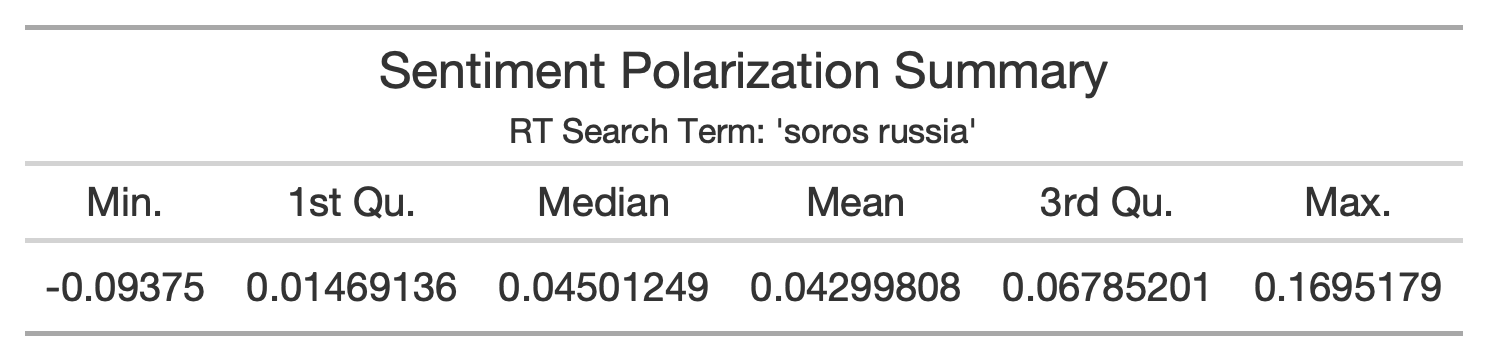 Sentiment Polarization Summary
RT Search Term: 'soros russia'
Min. 1st Qu. Median Mean 3rd Qu. Max.
-0.09375 0.01469136 0.04501249 0.04299808 0.06785201 0.1695179